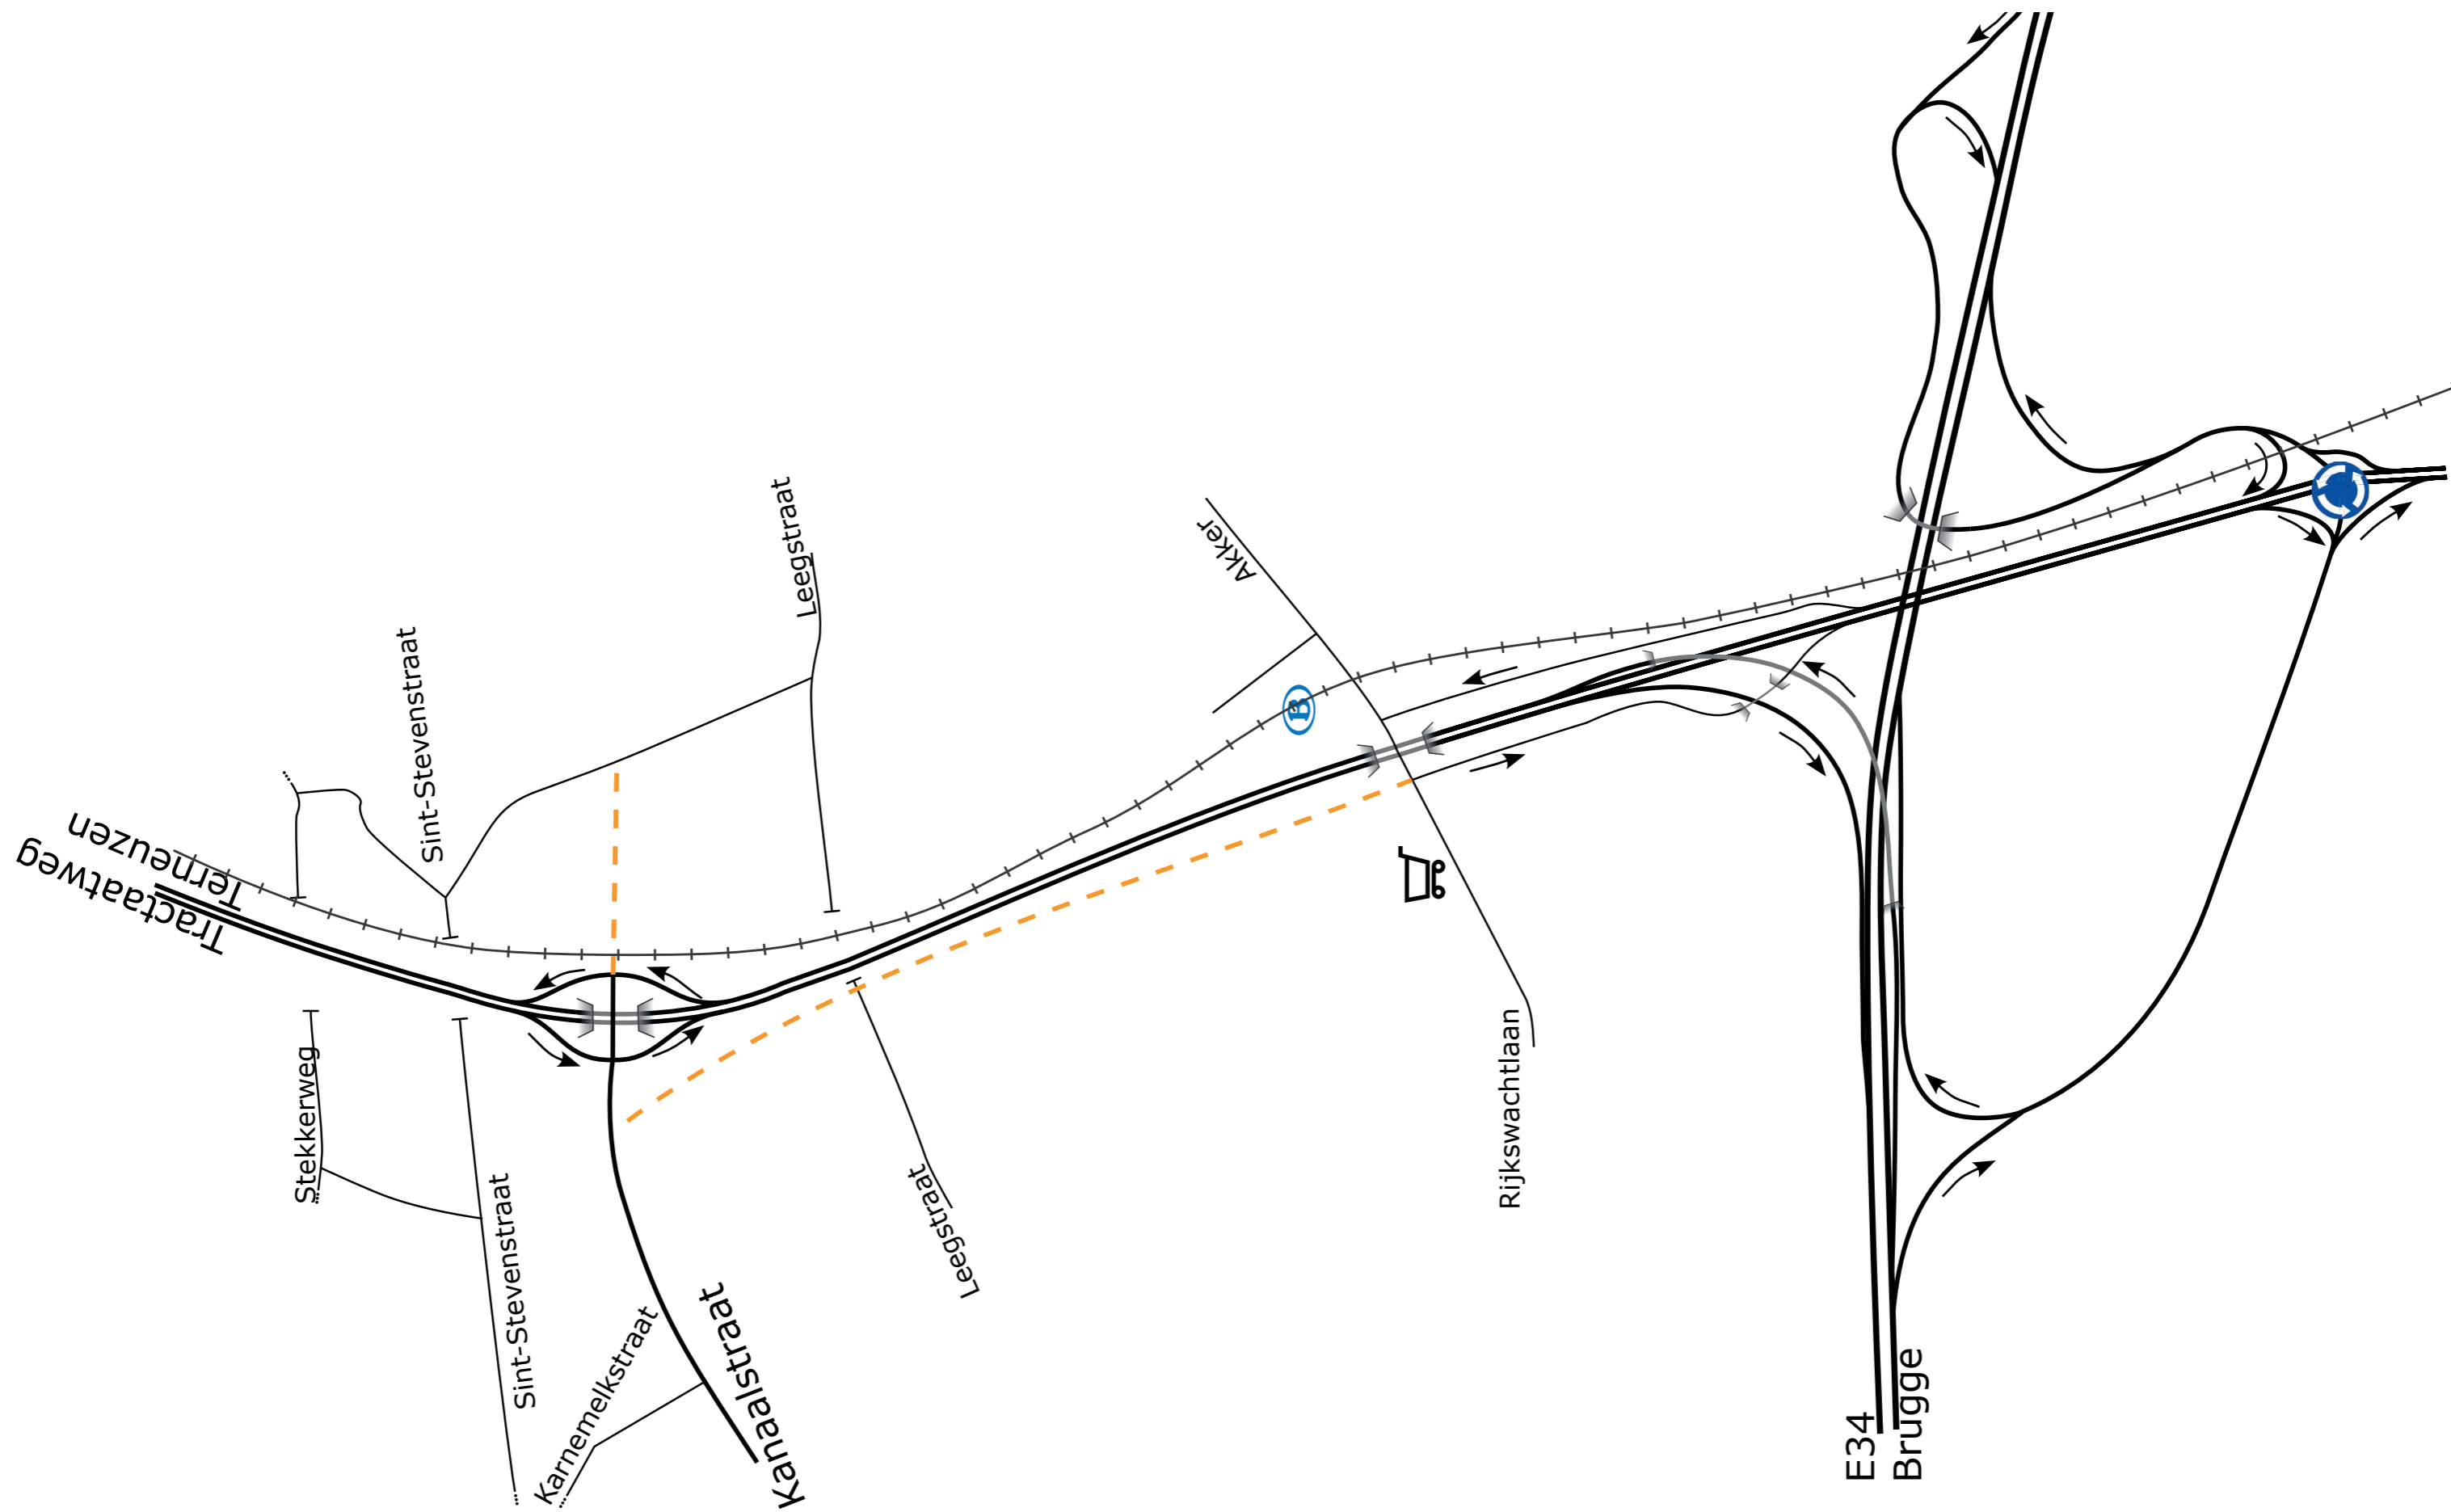 Terneuzen
Tractaatweg
Sint-Stevenstraat
Leegstraat
Akker
B
Stekkerweg
Sint-Stevenstraat
Karnemelkstraat
Kanaalstraat
Leegstraat
Rijkswachtlaan
E34
Brugge